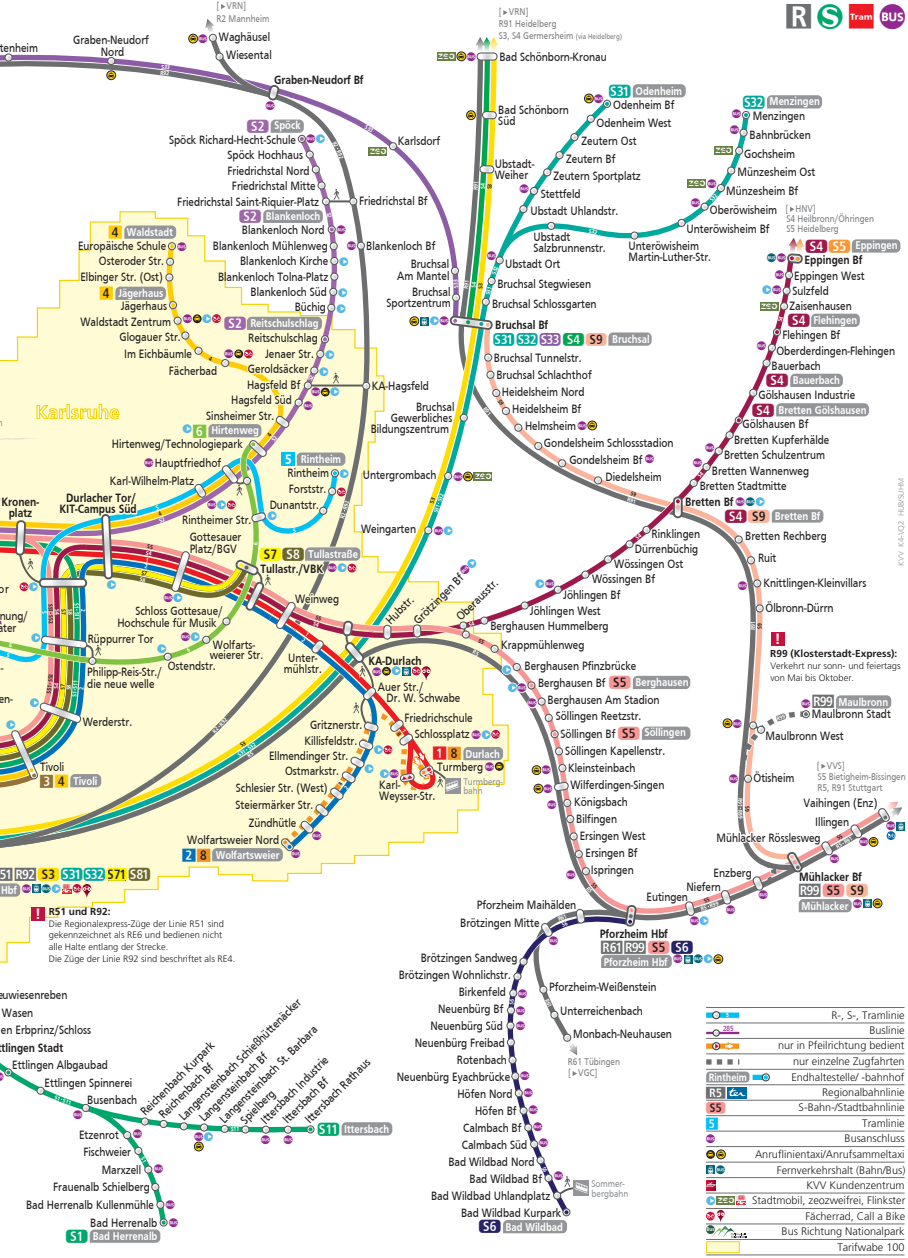 [▸VRN]
R2 Mannheim
Waghäusel
Wiesental
tenheim
Graben-Neudorf
Nord
Graben-Neudorf Bf
[▸VRN]
R91 Heidelberg
S3, S4 Germersheim (via Heidelberg)
R S Tram BUS
Bad Schönborn-Kronau
Bad Schönborn
Süd
Karlsdorf
Ubstadt-
Weiher
S31 Odenheim
Odenheim Bf
Odenheim West
Zeutern Ost
Zeutern Bf
Zeutern Sportplatz
Stettfeld
Ubstadt Uhlandstr.
Ubstadt
Salzbrunnenstr.
Ubstadt Ort
Bruchsal Stegwiesen
Bruchsal Schlossgarten
S32 Menzingen
Menzingen
Bahnbrücken
Gochsheim
Münzesheim Ost
Münzesheim Bf
Oberöwisheim
Unteröwisheim Bf
Unteröwisheim
Martin-Luther-Str.
S2 Spöck
Spöck Richard-Hecht-Schule
Spöck Hochhaus
Friedrichstal Nord
Friedrichstal Mitte
Friedrichstal Saint-Riquier-Platz
Friedrichstal Bf
S2 Blankenloch
Blankenloch Nord
Blankenloch Mühlenweg
Blankenloch Bf
Blankenloch Kirche
Blankenloch Tolna-Platz
Blankenloch Süd
Büchig
S2 Reitschulschlag
Reitschulschlag
Jenaer Str.
Geroldsäcker
Hagsfeld Bf
KA-Hagsfeld
Hagsfeld Süd
Sinsheimer Str.
4 Waldstadt
Europäische Schule
Osteroder Str.
Elbinger Str. (Ost)
4 Jägerhaus
Jägerhaus
Waldstadt Zentrum
Glogauer Str.
Im Eichbäumle
Fächerbad
Karlsruhe
6 Hirtenweg
Hirtenweg/Technologiepark
Hauptfriedhof
Karl-Wilhelm-Platz
5 Rintheim
Rintheim
Forststr.
Dunantstr.
Rintheimer Str.
Kronen-
platz
Durlacher Tor/
KIT-Campus Süd
Gottesauer
Platz/BGV
S7 S8 Tullastraße
Tullastr./VBK
Weinweg
Schloss Gottesaue/
Hochschule für Musik
Wolfarts-
weierer Str.
Ostendstr.
Rüppurrer Tor
Philipp-Reis-Str./
die neue welle
Werderstr.
Tivoli
3 4 Tivoli
Bruchsal
Am Mantel
Bruchsal
Sportzentrum
Bruchsal Bf
S31 S32 S33 S4 S9 Bruchsal
Bruchsal Tunnelstr.
Bruchsal Schlachthof
Heidelsheim Nord
Heidelsheim Bf
Helmsheim
Gondelsheim Schlossstadion
Gondelsheim Bf
Diedelsheim
Bruchsal
Gewerbliches
Bildungszentrum
Untergrombach
Weingarten
[▸HNV]
S4 Heilbronn/Öhringen
S5 Heidelberg
S4 S5 Eppingen
Eppingen Bf
Eppingen West
Sulzfeld
Zaisenhausen
S4 Flehingen
Flehingen Bf
Oberderdingen-Flehingen
Bauerbach
S4 Bauerbach
Gölshausen Industrie
S4 Bretten Gölshausen
Gölshausen Bf
Bretten Kupferhälde
Bretten Schulzentrum
Bretten Wannenweg
Bretten Stadtmitte
Bretten Bf
S4 S9 Bretten Bf
Bretten Rechberg
Ruit
Knittlingen-Kleinvillars
Ölbronn-Dürrn
Rinklingen
Dürrenbüchig
Wössingen Ost
Wössingen Bf
Jöhlingen Bf
Jöhlingen West
Berghausen Hummelberg
Oberausstr.
Grötzingen Bf
Hubstr.
Krappmühlenweg
R99 (Klosterstadt-Express):
Verkehrt nur sonn- und feiertags
von Mai bis Oktober.
R99 Maulbronn
Maulbronn Stadt
Maulbronn West
Ötisheim
[▸VVS]
S5 Bietigheim-Bissingen
R5, R91 Stuttgart
Vaihingen (Enz)
Illingen
Mühlacker Rösslesweg
Mühlacker Bf
R99 S5 S9
Mühlacker
Enzberg
Niefern
Eutingen
Unter-
mühlstr.
KA-Durlach
Auer Str./
Dr. W. Schwabe
Friedrichschule
Schlossplatz
1 8 Durlach
Turmberg
Turmberg-
bahn
Karl-
Weysser-Str.
Gritznerstr.
Killisfeldstr.
Ellmendinger Str.
Ostmarkstr.
Schlesier Str. (West)
Steiermärker Str.
Zündhütle
Wolfartsweier Nord
2 8 Wolfartsweier
Berghausen Pfinzbrücke
Berghausen Bf S5 Berghausen
Berghausen Am Stadion
Söllingen Reetzstr.
Söllingen Bf S5 Söllingen
Söllingen Kapellenstr.
Kleinsteinbach
Wilferdingen-Singen
Königsbach
Bilfingen
Ersingen West
Ersingen Bf
Ispringen
Pforzheim Maihälden
Brötzingen Mitte
Pforzheim Hbf
R61 R99 S5 S6
Pforzheim Hbf
51 R92 S3 S31 S32 S71 S81
Hbf
R51 und R92:
Die Regionalexpress-Züge der Linie R51 sind
gekennzeichnet als RE6 und bedienen nicht
alle Halte entlang der Strecke.
Die Züge der Linie R92 sind beschriftet als RE4.
Brötzingen Sandweg
Brötzingen Wohnlichstr.
Birkenfeld
Neuenbürg Bf
Neuenbürg Süd
Neuenbürg Freibad
Rotenbach
Neuenbürg Eyachbrücke
Höfen Nord
Höfen Bf
Calmbach Bf
Calmbach Süd
Bad Wildbad Nord
Bad Wildbad Bf
Bad Wildbad Uhlandplatz
Bad Wildbad Kurpark
S6 Bad Wildbad
Sommer-
bergbahn
Pforzheim-Weißenstein
Unterreichenbach
Monbach-Neuhausen
R61 Tübingen
[▸VGC]
euwiesenreben
Wasen
en Erbprinz/Schloss
ttlingen Stadt
Ettlingen Albgaubad
Ettlingen Spinnerei
Busenbach
Reichenbach Kurpark
Reichenbach Bf
Langensteinbach Schießhüttenäcker
Langensteinbach Bf
Langensteinbach St. Barbara
Spielberg
Ittersbach Industrie
Ittersbach Bf
Ittersbach Rathaus
S11 Ittersbach
Etzenrot
Fischweier
Marxzell
Frauenalb Schielberg
Bad Herrenalb Kullenmühle
Bad Herrenalb
S1 Bad Herrenalb
R-, S-, Tramlinie
285 Buslinie
nur in Pfeilrichtung bedient
nur einzelne Zugfahrten
Rintheim Endhaltestelle/ -bahnhof
R5 Regionalbahnlinie
S5 S-Bahn-/Stadtbahnlinie
5 Tramlinie
Busanschluss
Anruflinientaxi/Anrufsammeltaxi
Fernverkehrshalt (Bahn/Bus)
KVV Kundenzentrum
Stadtmobil, zeozweifrei, Flinkster
Fächerrad, Call a Bike
Bus Richtung Nationalpark
Tarifwabe 100